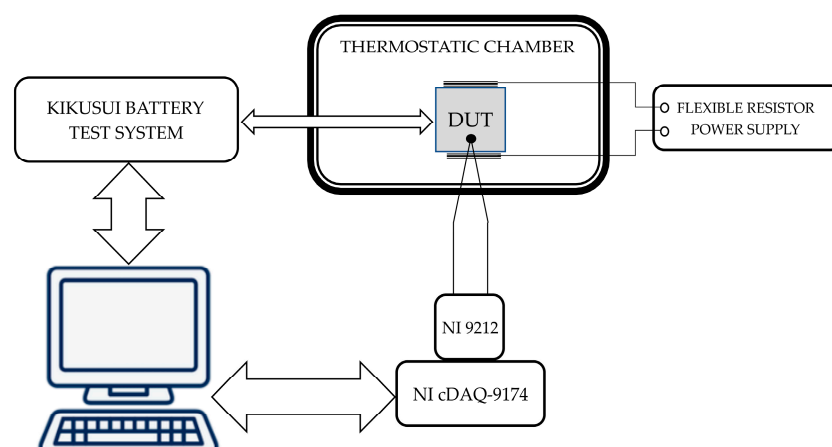 THERMOSTATIC CHAMBER
KIKUSUI BATTERY
TEST SYSTEM
DUT
FLEXIBLE RESISTOR
POWER SUPPLY
NI 9212
NI cDAQ-9174